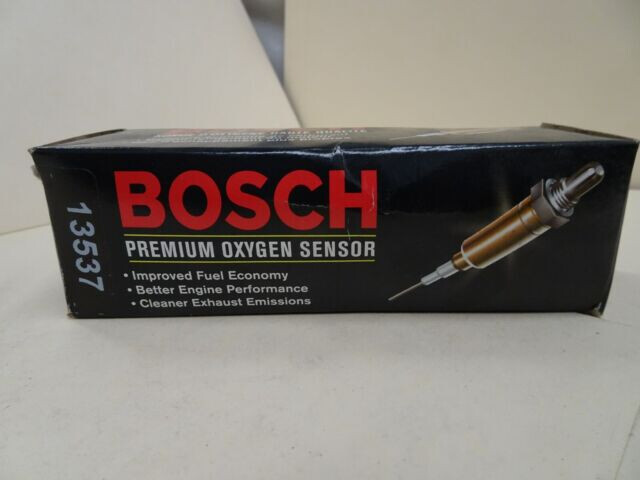 BOSCH
PREMIUM OXYGEN SENSOR
• Improved Fuel Economy
• Better Engine Performance
• Cleaner Exhaust Emissions
13537